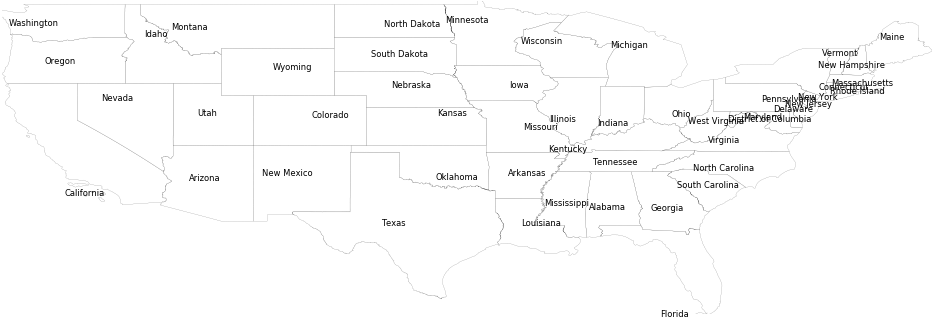 Washington
Idaho
Montana
North Dakota
Minnesota
Wisconsin
Michigan
Maine
Vermont
New Hampshire
Oregon
Wyoming
South Dakota
Nebraska
Iowa
Massachusetts
Connecticut
Rhode Island
Nevada
Utah
Colorado
Kansas
Missouri
Illinois
Indiana
Ohio
Pennsylvania
New York
New Jersey
Delaware
Maryland
District of Columbia
West Virginia
Virginia
Kentucky
Tennessee
North Carolina
South Carolina
California
Arizona
New Mexico
Oklahoma
Arkansas
Mississippi
Alabama
Georgia
Texas
Louisiana
Florida